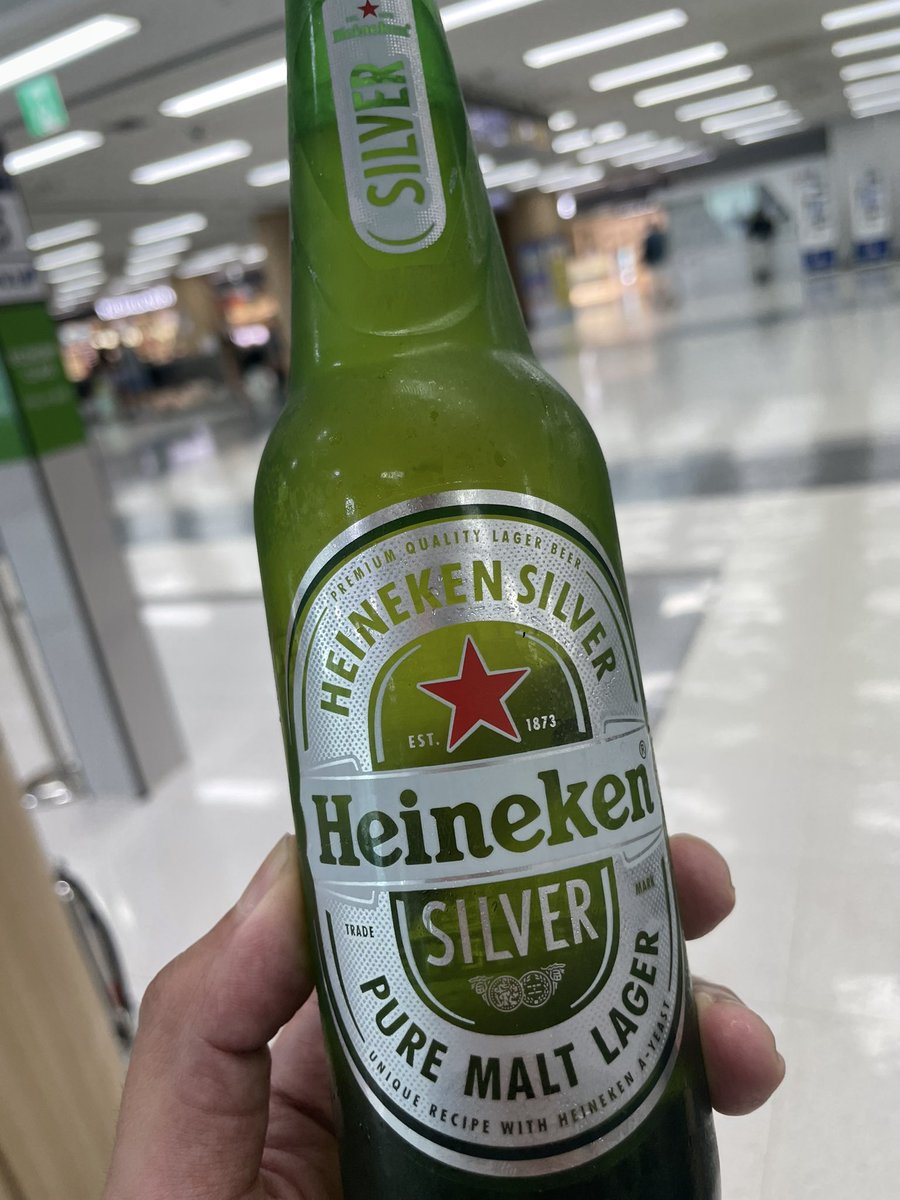 Heineken
SILVER
PREMIUM QUALITY LAGER BEER
HEINEKEN SILVER
EST. 1873
Heineken®
SILVER
TRADE MARK
PURE MALT LAGER
UNIQUE RECIPE WITH HEINEKEN A-YEAST